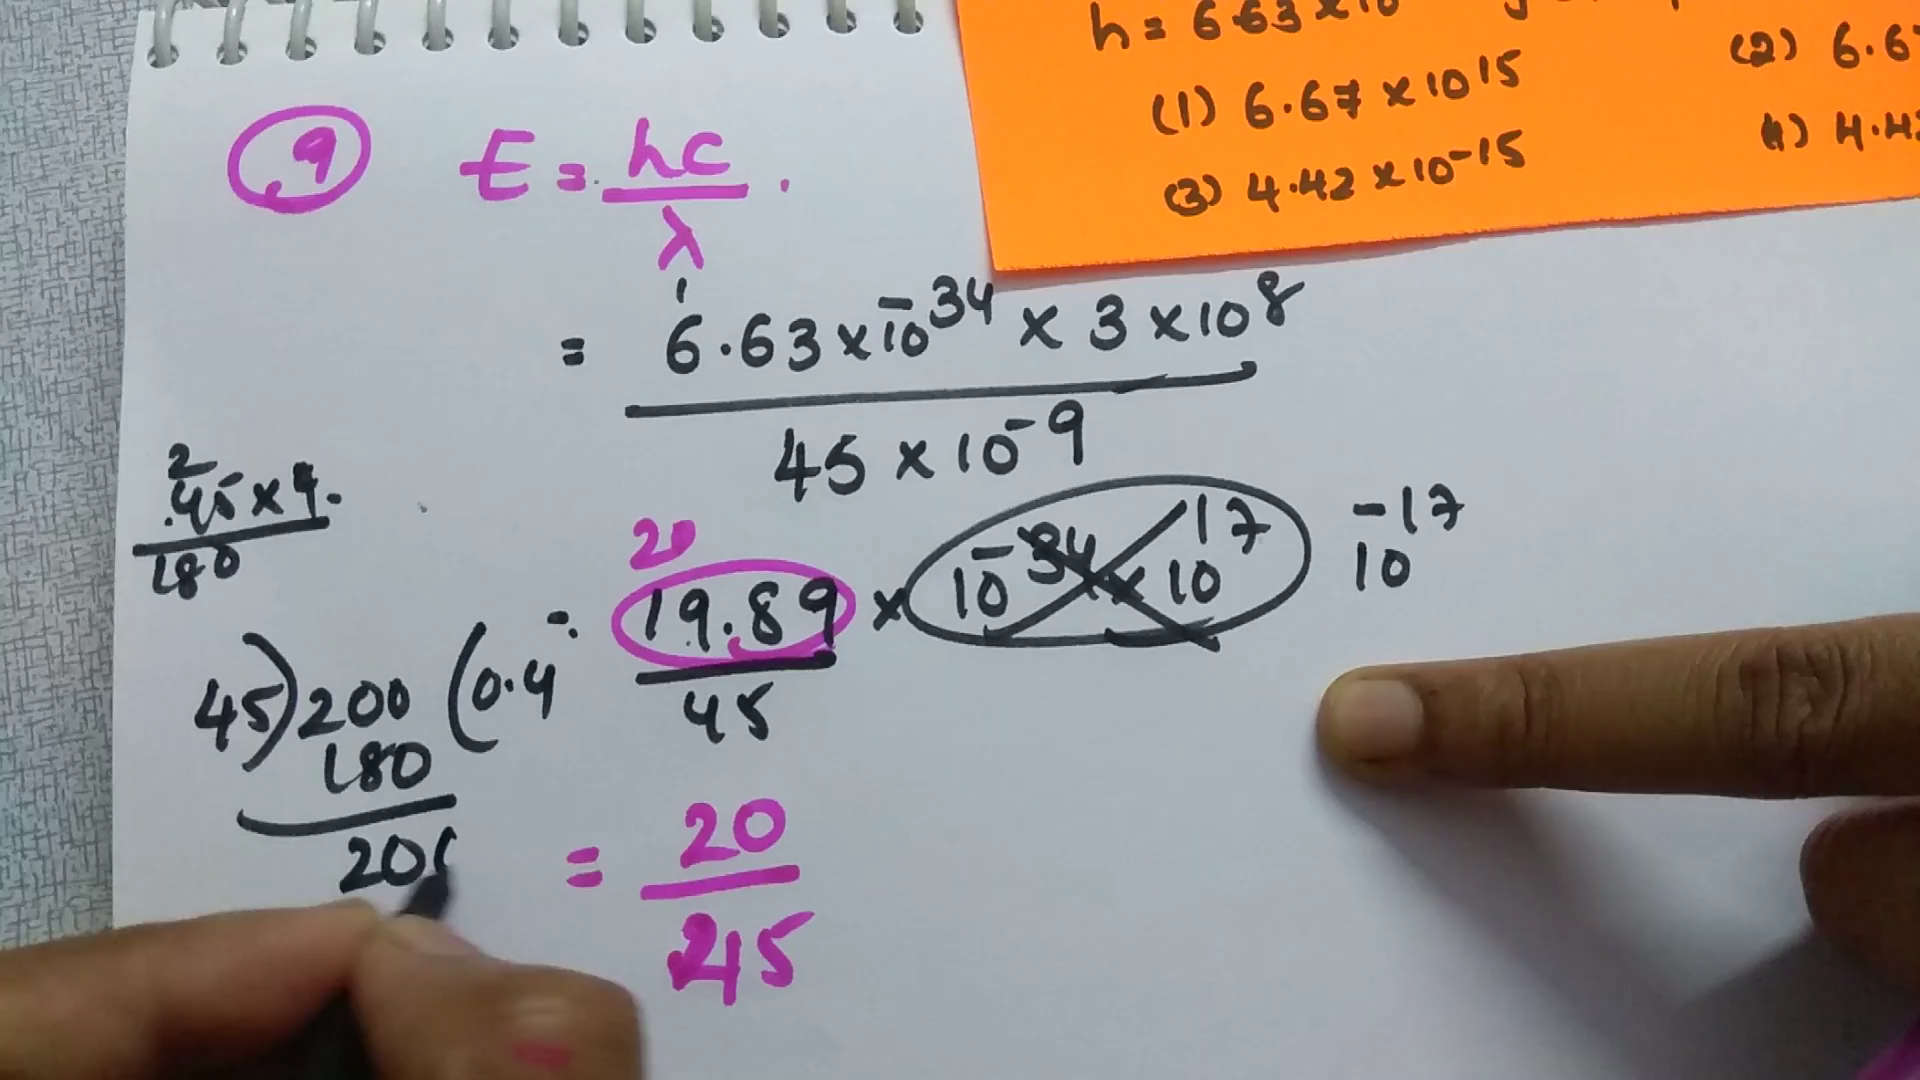 h = 6.63 x 10
(1) 6.67 x 10^15
(2) 6.6
(3) 4.42 x 10^-15
4) 4.4
9
E = hc / λ .
= 6.63 x 10^-34 x 3 x 10^8
45 x 10^-9
2
45 x 4.
180
20
= 19.89 x 10^-34 x 10^17 10^-17
45
45) 200 (0.4
180
200
= 20
45